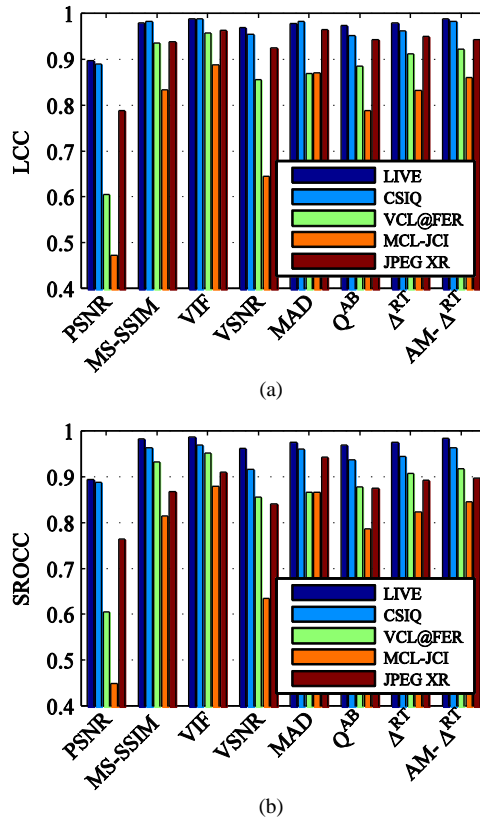 1
0.9
0.8
0.7
0.6
0.5
0.4
LCC
LIVE
CSIQ
VCL@FER
MCL-JCI
JPEG XR
PSNR
MS-SSIM
VIF
VSNR
MAD
Q^AB
Δ^RT
AM- Δ^RT
(a)
1
0.9
0.8
0.7
0.6
0.5
0.4
SROCC
LIVE
CSIQ
VCL@FER
MCL-JCI
JPEG XR
PSNR
MS-SSIM
VIF
VSNR
MAD
Q^AB
Δ^RT
AM- Δ^RT
(b)